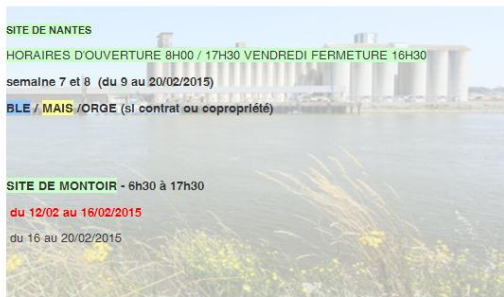 SITE DE NANTES
HORAIRES D'OUVERTURE 8H00 / 17H30 VENDREDI FERMETURE 16H30
semaine 7 et 8 (du 9 au 20/02/2015)
BLE / MAIS /ORGE (si contrat ou copropriété)
SITE DE MONTOIR - 6h30 à 17h30
du 12/02 au 16/02/2015
du 16 au 20/02/2015